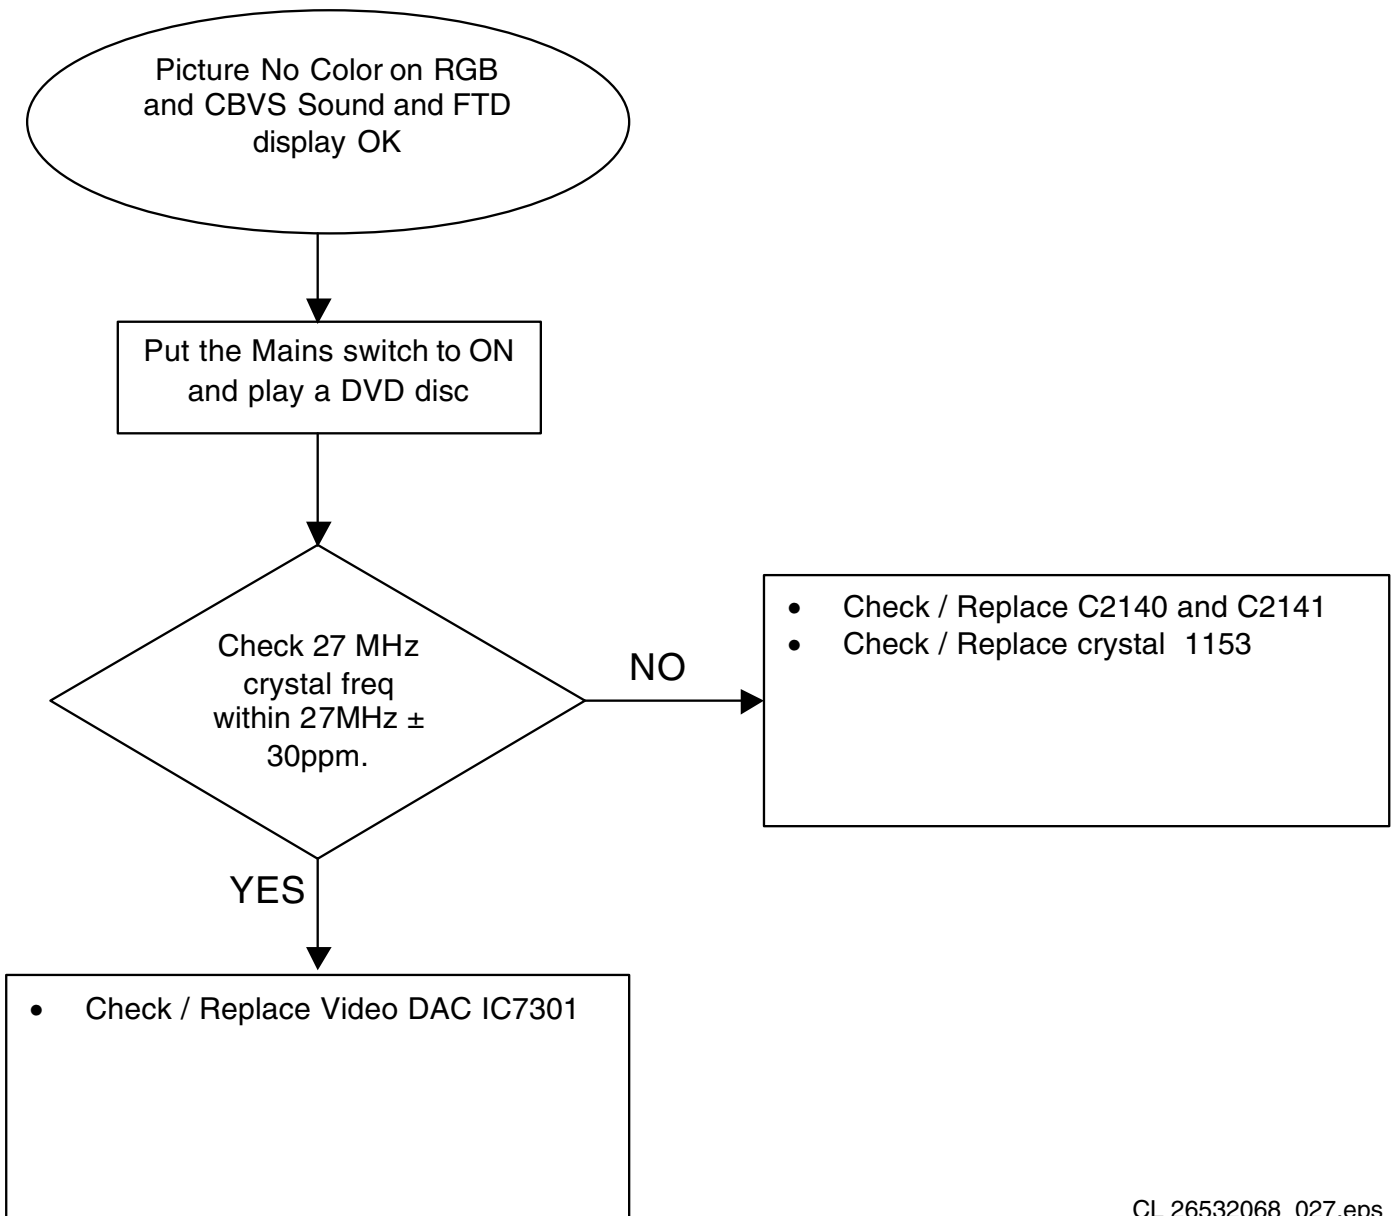 Picture No Color on RGB
and CBVS Sound and FTD
display OK
Put the Mains switch to ON
and play a DVD disc
Check 27 MHz
crystal freq
within 27MHz ±
30ppm.
NO
• Check / Replace C2140 and C2141
• Check / Replace crystal 1153
YES
• Check / Replace Video DAC IC7301
CL 26532068_027.eps